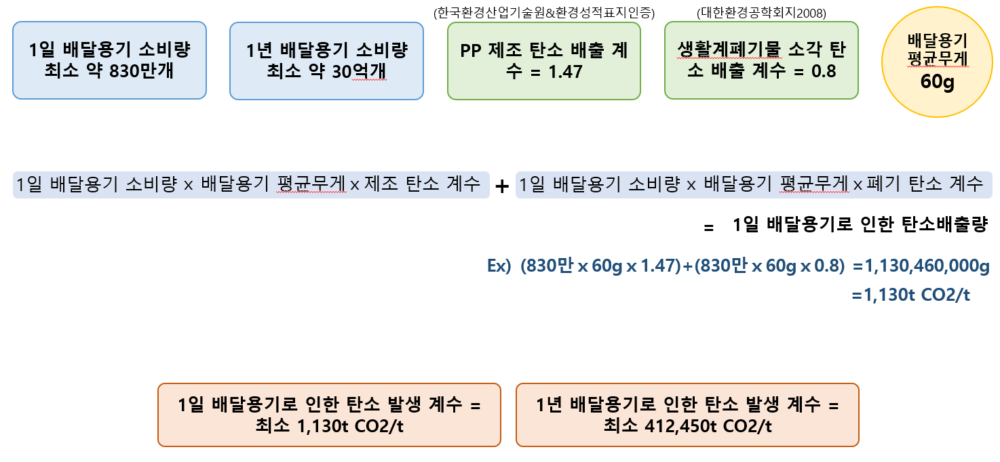 (한국환경산업기술원&환경성적표지인증)
(대한환경공학회지2008)
1일 배달용기 소비량
최소 약 830만개
1년 배달용기 소비량
최소 약 30억개
PP 제조 탄소 배출 계
수 = 1.47
생활계폐기물 소각 탄
소 배출 계수 = 0.8
배달용기
평균무게
60g
1일 배달용기 소비량 x 배달용기 평균무게 x 제조 탄소 계수 + 1일 배달용기 소비량 x 배달용기 평균무게 x 폐기 탄소 계수
= 1일 배달용기로 인한 탄소배출량
Ex) (830만 x 60g x 1.47)+(830만 x 60g x 0.8) =1,130,460,000g
=1,130t CO2/t
1일 배달용기로 인한 탄소 발생 계수 =
최소 1,130t CO2/t
1년 배달용기로 인한 탄소 발생 계수 =
최소 412,450t CO2/t